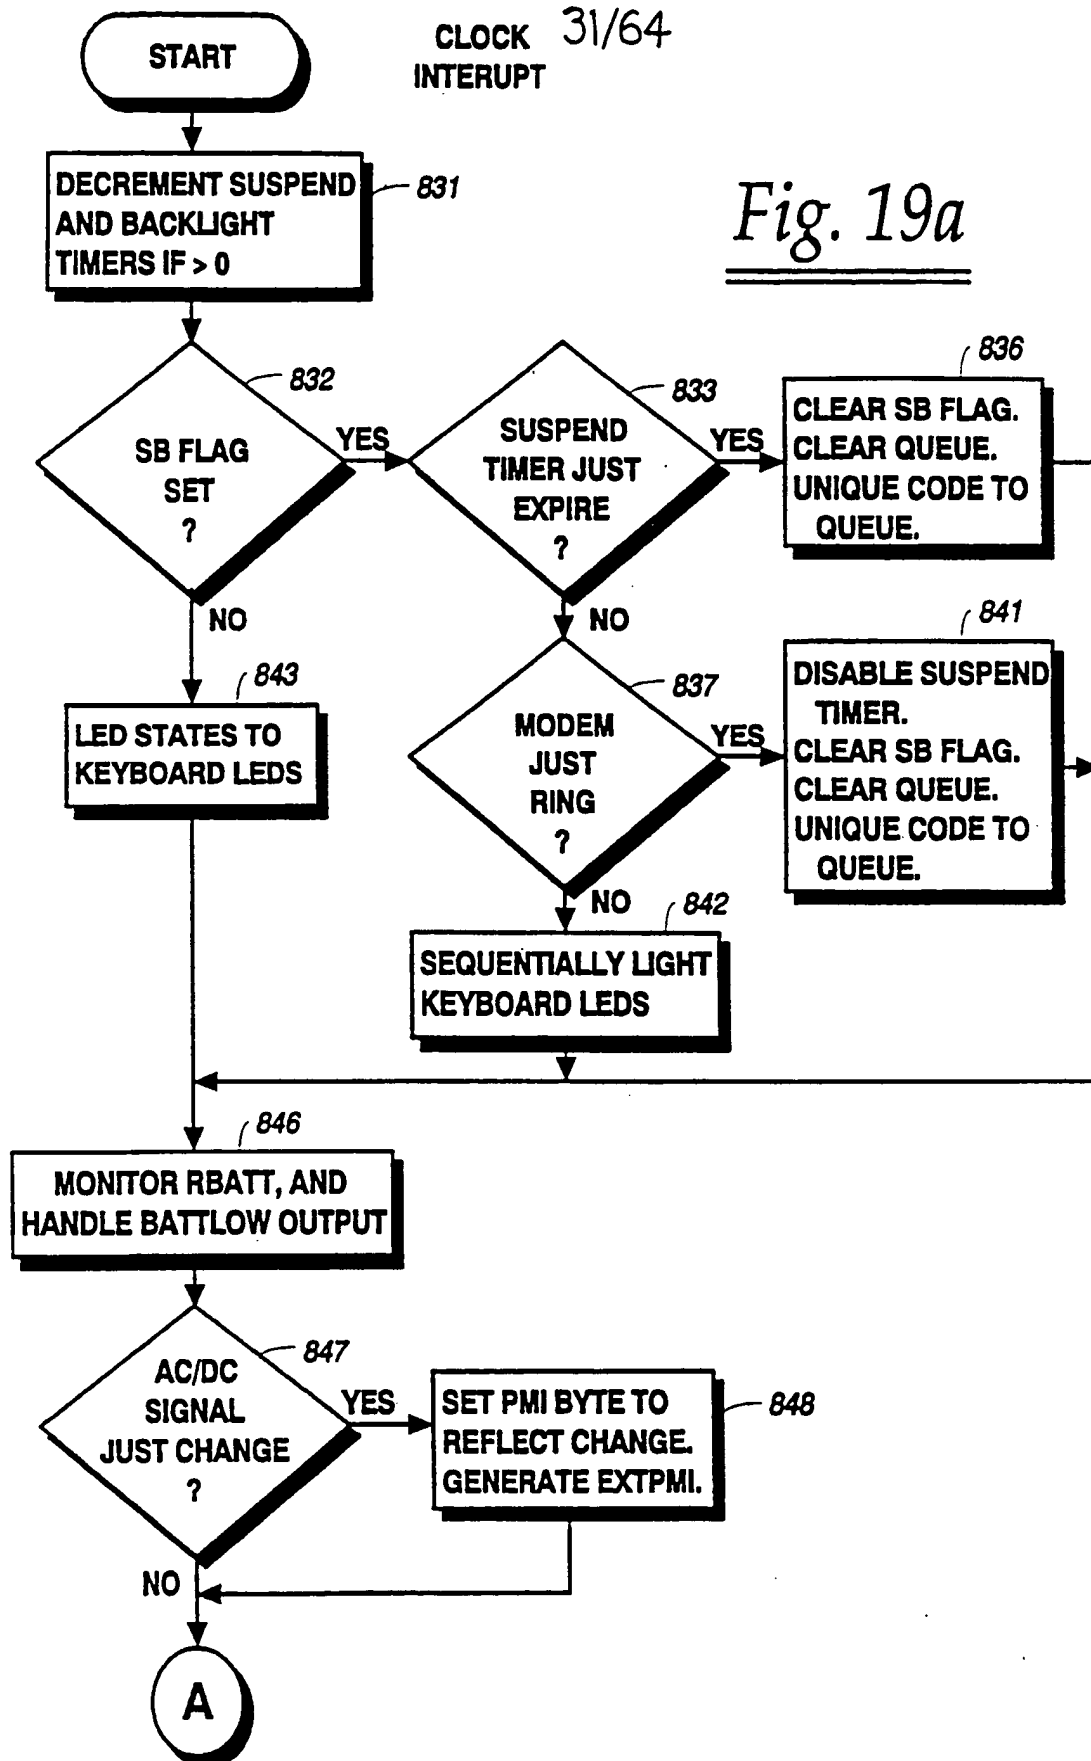 START
CLOCK 31/64
INTERUPT
DECREMENT SUSPEND
AND BACKLIGHT
TIMERS IF > 0
831
Fig. 19a
832
SB FLAG
SET
?
YES
NO
833
SUSPEND
TIMER JUST
EXPIRE
?
YES
NO
836
CLEAR SB FLAG.
CLEAR QUEUE.
UNIQUE CODE TO
QUEUE.
837
MODEM
JUST
RING
?
YES
NO
841
DISABLE SUSPEND
TIMER.
CLEAR SB FLAG.
CLEAR QUEUE.
UNIQUE CODE TO
QUEUE.
843
LED STATES TO
KEYBOARD LEDS
842
SEQUENTIALLY LIGHT
KEYBOARD LEDS
846
MONITOR RBATT, AND
HANDLE BATTLOW OUTPUT
847
AC/DC
SIGNAL
JUST CHANGE
?
YES
NO
SET PMI BYTE TO
REFLECT CHANGE.
GENERATE EXTPMI.
848
A